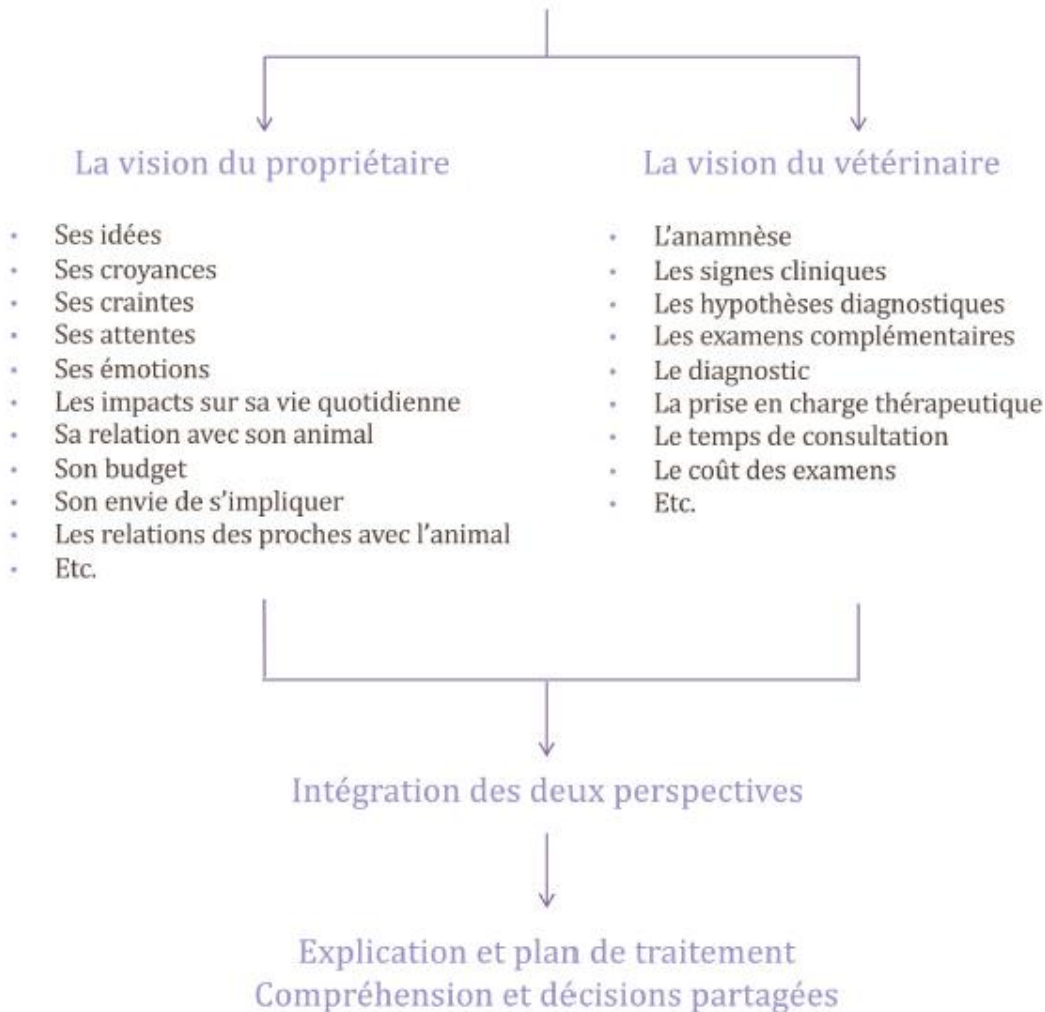 La vision du propriétaire
• Ses idées
• Ses croyances
• Ses craintes
• Ses attentes
• Ses émotions
• Les impacts sur sa vie quotidienne
• Sa relation avec son animal
• Son budget
• Son envie de s’impliquer
• Les relations des proches avec l’animal
• Etc.
La vision du vétérinaire
• L’anamnèse
• Les signes cliniques
• Les hypothèses diagnostiques
• Les examens complémentaires
• Le diagnostic
• La prise en charge thérapeutique
• Le temps de consultation
• Le coût des examens
• Etc.
Intégration des deux perspectives
Explication et plan de traitement
Compréhension et décisions partagées